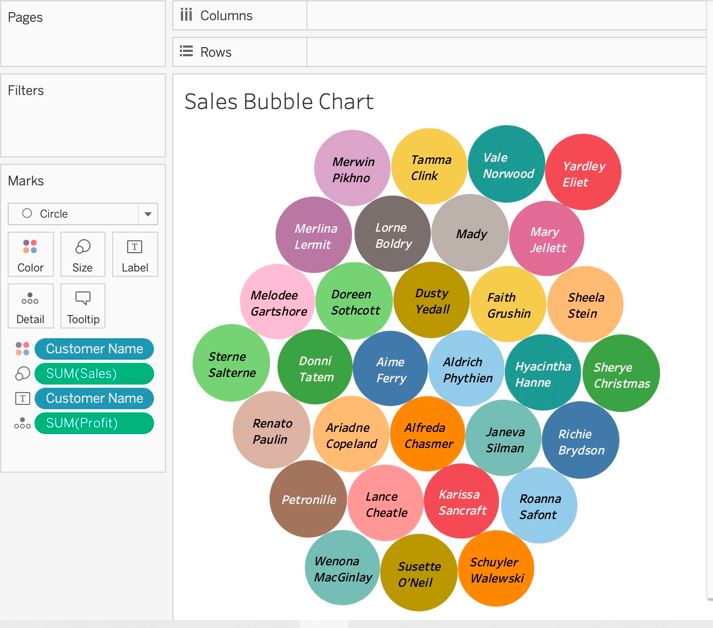 Pages
Columns
Rows
Filters
Marks
Circle
Color
Size
T
Label
Detail
Tooltip
Customer Name
SUM(Sales)
T
Customer Name
SUM(Profit)
Sales Bubble Chart
Merwin
Pikhno
Tamma
Clink
Vale
Norwood
Yardley
Eliet
Merlina
Lermit
Lorne
Boldry
Mady
Mary
Jellett
Melodee
Gartshore
Doreen
Sothcott
Dusty
Yedall
Faith
Grushin
Sheela
Stein
Sterne
Salterne
Donni
Tatem
Aime
Ferry
Aldrich
Phythien
Hyacintha
Hanne
Sherye
Christmas
Renato
Paulin
Ariadne
Copeland
Alfreda
Chasmer
Janeva
Silman
Richie
Brydson
Petronille
Lance
Cheatle
Karissa
Sancraft
Roanna
Safont
Wenona
MacGinlay
Susette
O'Neil
Schuyler
Walewski